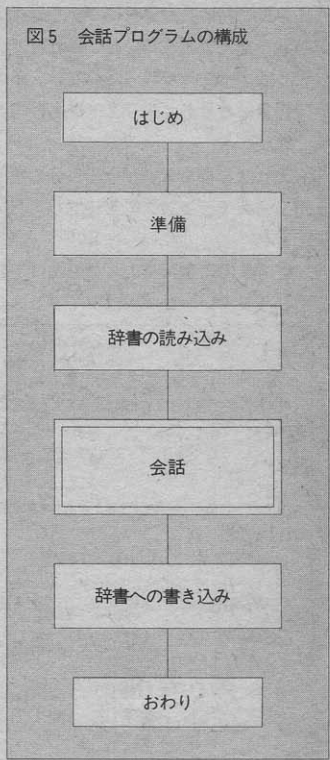 図5 会話プログラムの構成
はじめ
準備
辞書の読み込み
会話
辞書への書き込み
おわり